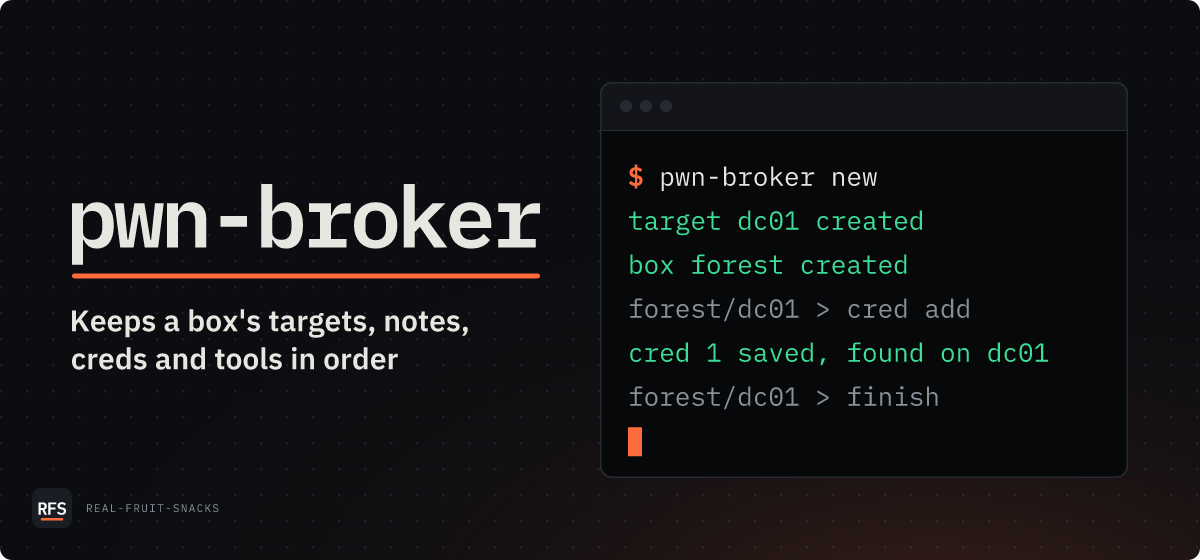 pwn-broker
Keeps a box's targets, notes,
creds and tools in order
$ pwn-broker new
target dc01 created
box forest created
forest/dc01 > cred add
cred 1 saved, found on dc01
forest/dc01 > finish
RFS
REAL-FRUIT-SNACKS